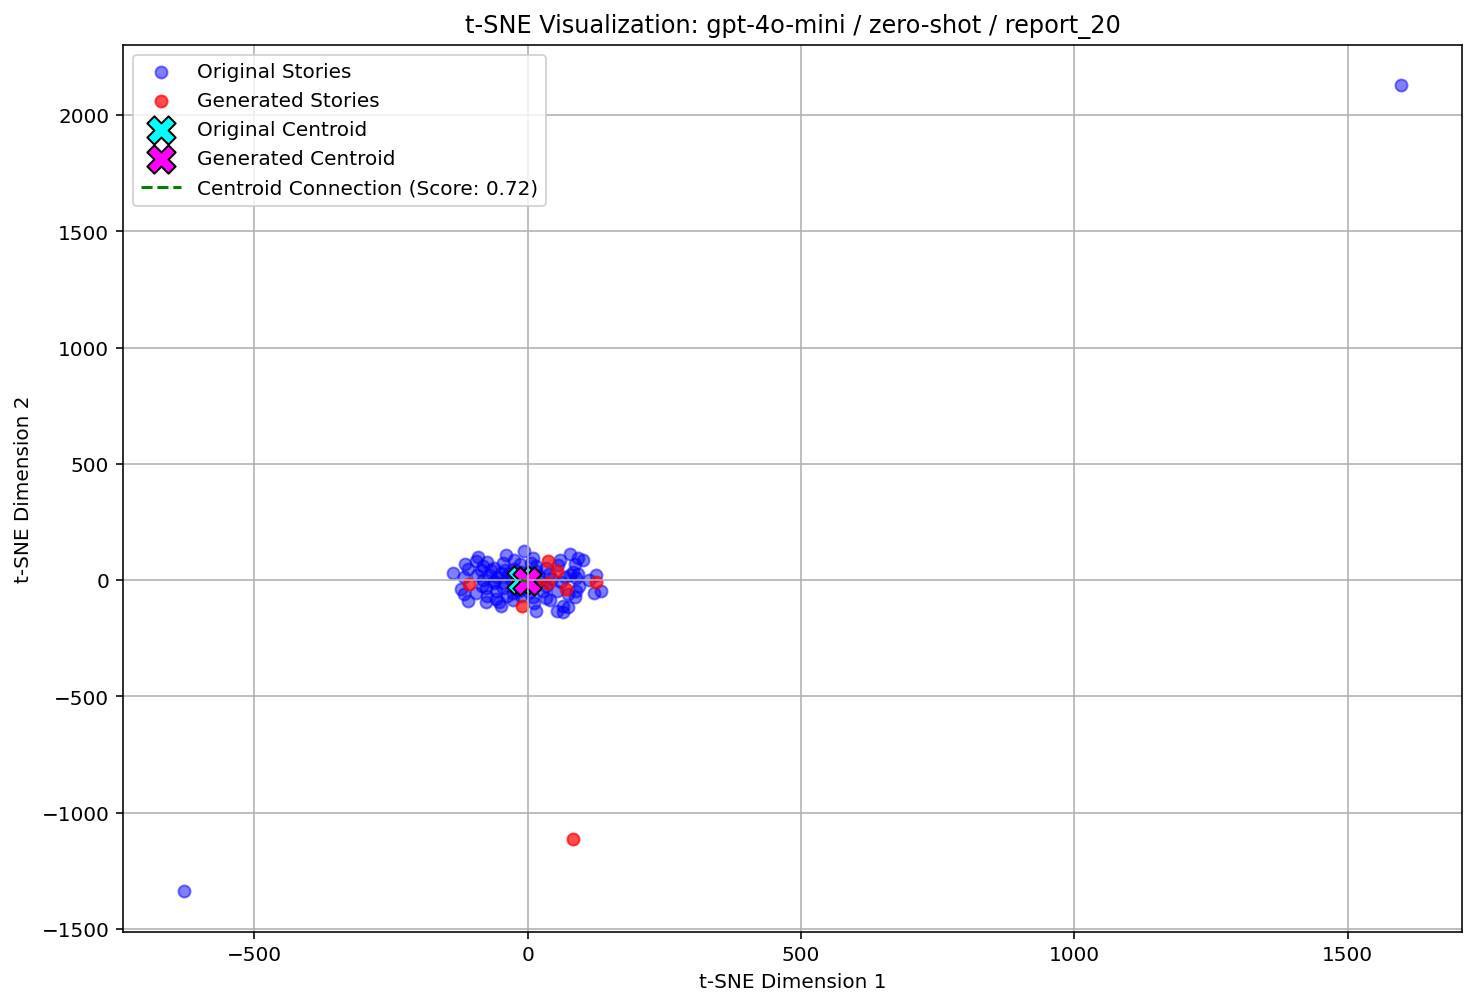 t-SNE Visualization: gpt-4o-mini / zero-shot / report_20
Original Stories
Generated Stories
Original Centroid
Generated Centroid
Centroid Connection (Score: 0.72)
2000
1500
1000
500
0
−500
−1000
−1500
t-SNE Dimension 2
−500
0
500
1000
1500
t-SNE Dimension 1